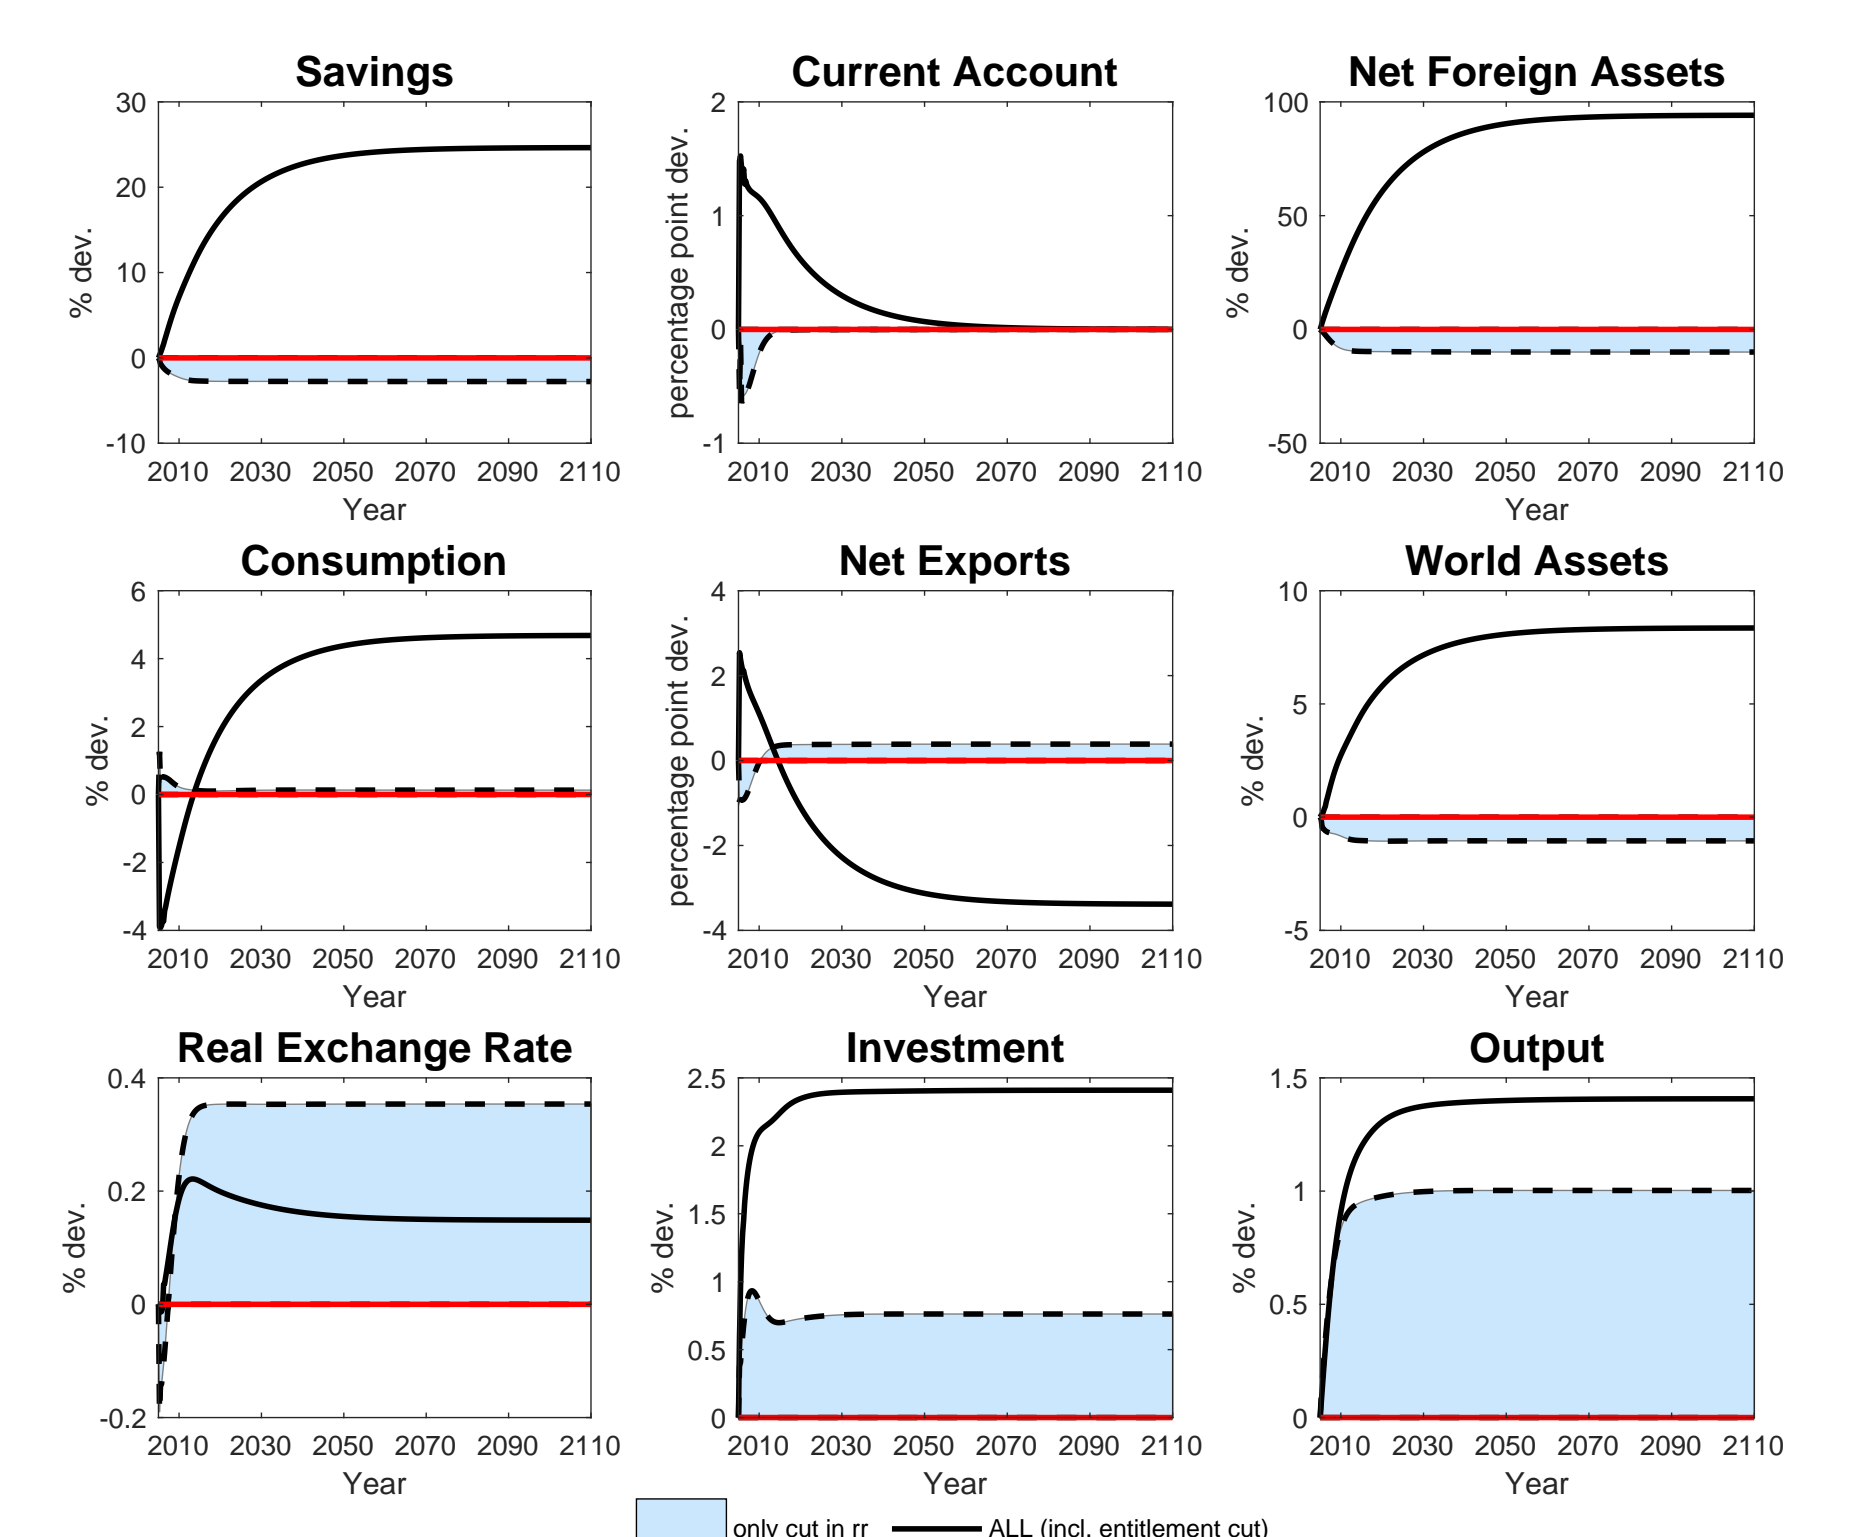 Savings
Current Account
Net Foreign Assets
30
20
10
0
-10
% dev.
2010 2030 2050 2070 2090 2110
Year
2
1
0
-1
percentage point dev.
2010 2030 2050 2070 2090 2110
100
50
0
-50
% dev.
2010 2030 2050 2070 2090 2110
Year
Consumption
Net Exports
World Assets
6
4
2
0
-2
-4
% dev.
2010 2030 2050 2070 2090 2110
Year
4
2
0
-2
-4
percentage point dev.
2010 2030 2050 2070 2090 2110
Year
10
5
0
-5
% dev.
2010 2030 2050 2070 2090 2110
Year
Real Exchange Rate
Investment
Output
0.4
0.2
0
-0.2
% dev.
2010 2030 2050 2070 2090 2110
Year
2.5
2
1.5
1
0.5
0
% dev.
2010 2030 2050 2070 2090 2110
Year
1.5
1
0.5
0
% dev.
2010 2030 2050 2070 2090 2110
Year
only cut in rr
ALL (incl. entitlement cut)